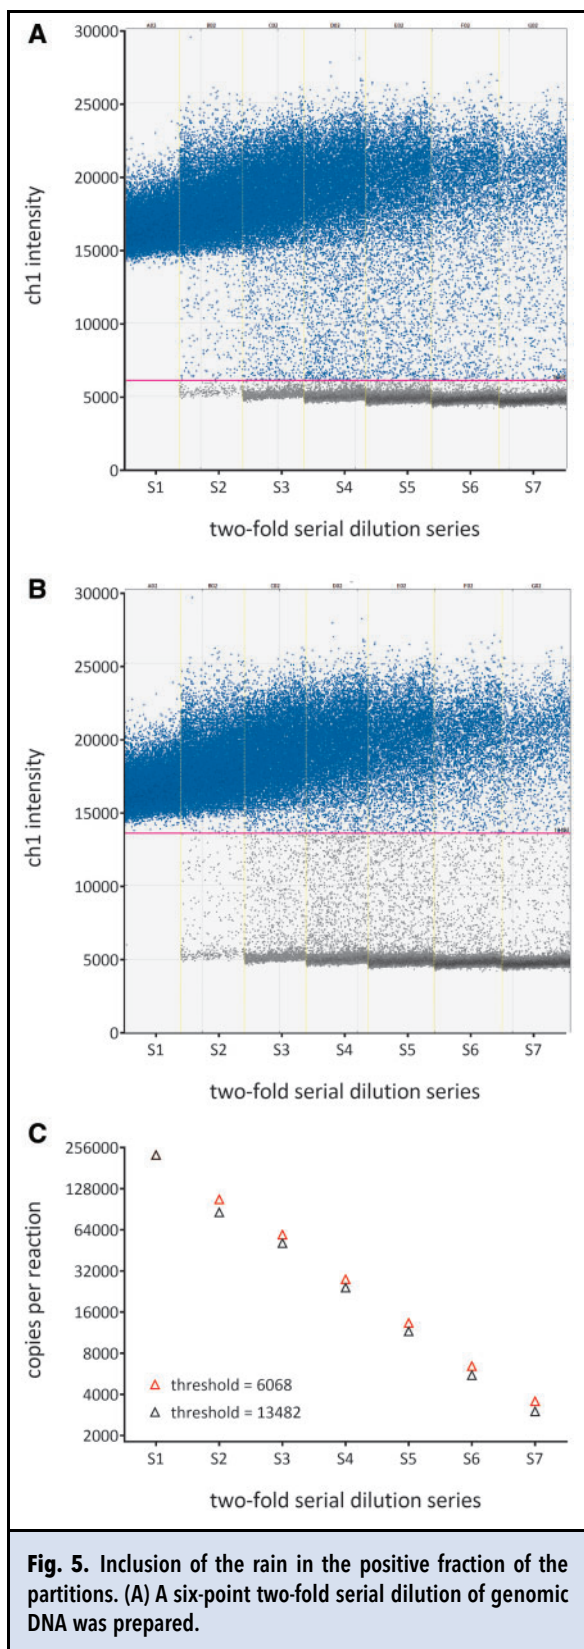 A
30000
25000
20000
15000
10000
5000
0
ch1 intensity
S1 S2 S3 S4 S5 S6 S7
two-fold serial dilution series
B
30000
25000
20000
15000
10000
5000
0
ch1 intensity
S1 S2 S3 S4 S5 S6 S7
two-fold serial dilution series
C
256000
128000
64000
32000
16000
8000
4000
2000
copies per reaction
threshold = 6068
threshold = 13482
S1 S2 S3 S4 S5 S6 S7
two-fold serial dilution series
Fig. 5. Inclusion of the rain in the positive fraction of the
partitions. (A) A six-point two-fold serial dilution of genomic
DNA was prepared.